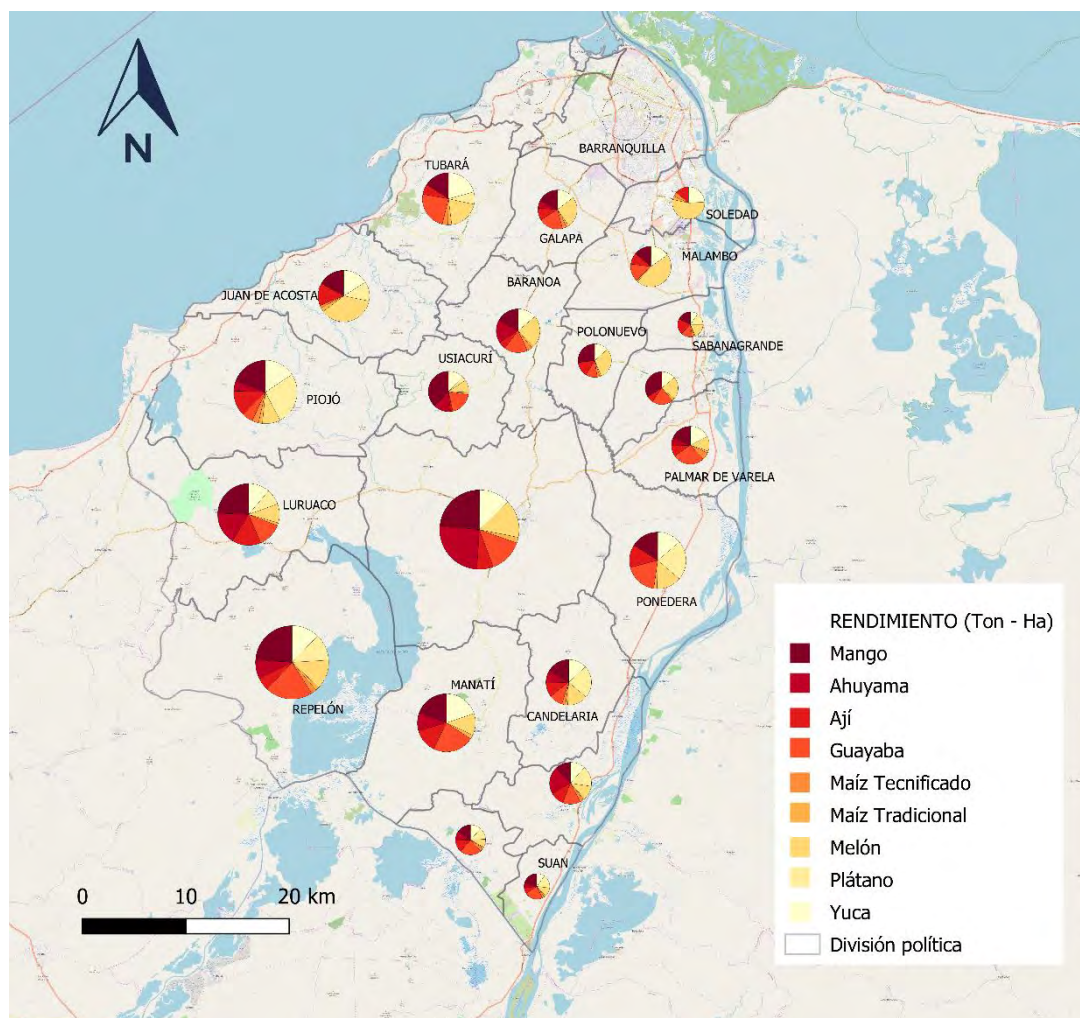 N
BARRANQUILLA
TUBARÁ
SOLEDAD
GALAPA
MALAMBO
JUAN DE ACOSTA
BARANOA
POLONUEVO
SABANAGRANDE
USIACURÍ
PIOJÓ
PALMAR DE VARELA
LURUACO
PONEDERA
RENDIMIENTO (Ton - Ha)
Mango
Ahuyama
Ají
Guayaba
Maíz Tecnificado
Maíz Tradicional
Melón
Plátano
Yuca
División política
MANATÍ
REPELÓN
CANDELARIA
SUAN
0 10 20 km